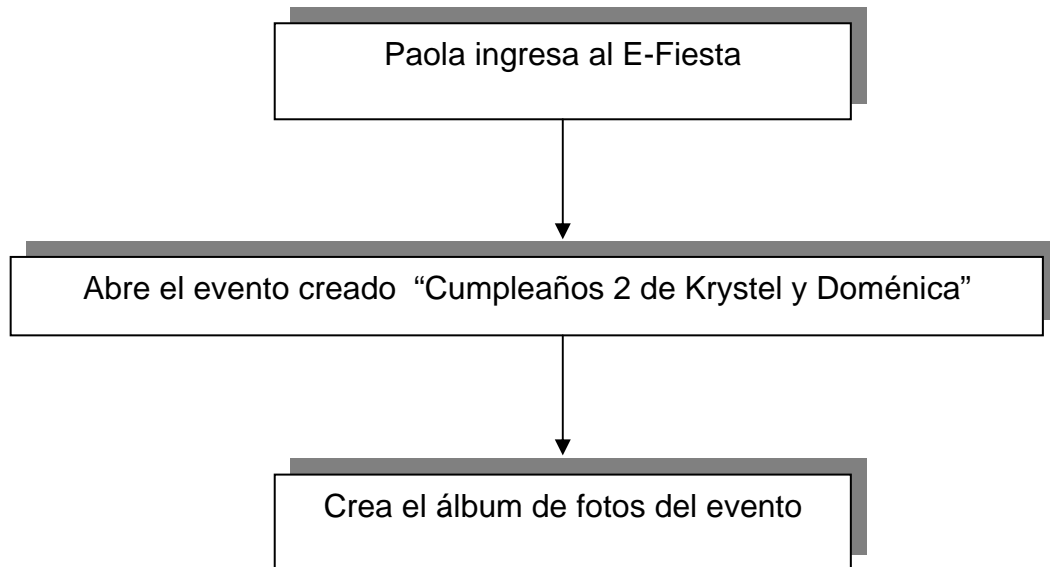 Paola ingresa al E-Fiesta
Abre el evento creado  “Cumpleaños 2 de Krystel y Doménica”
Crea el álbum de fotos del evento